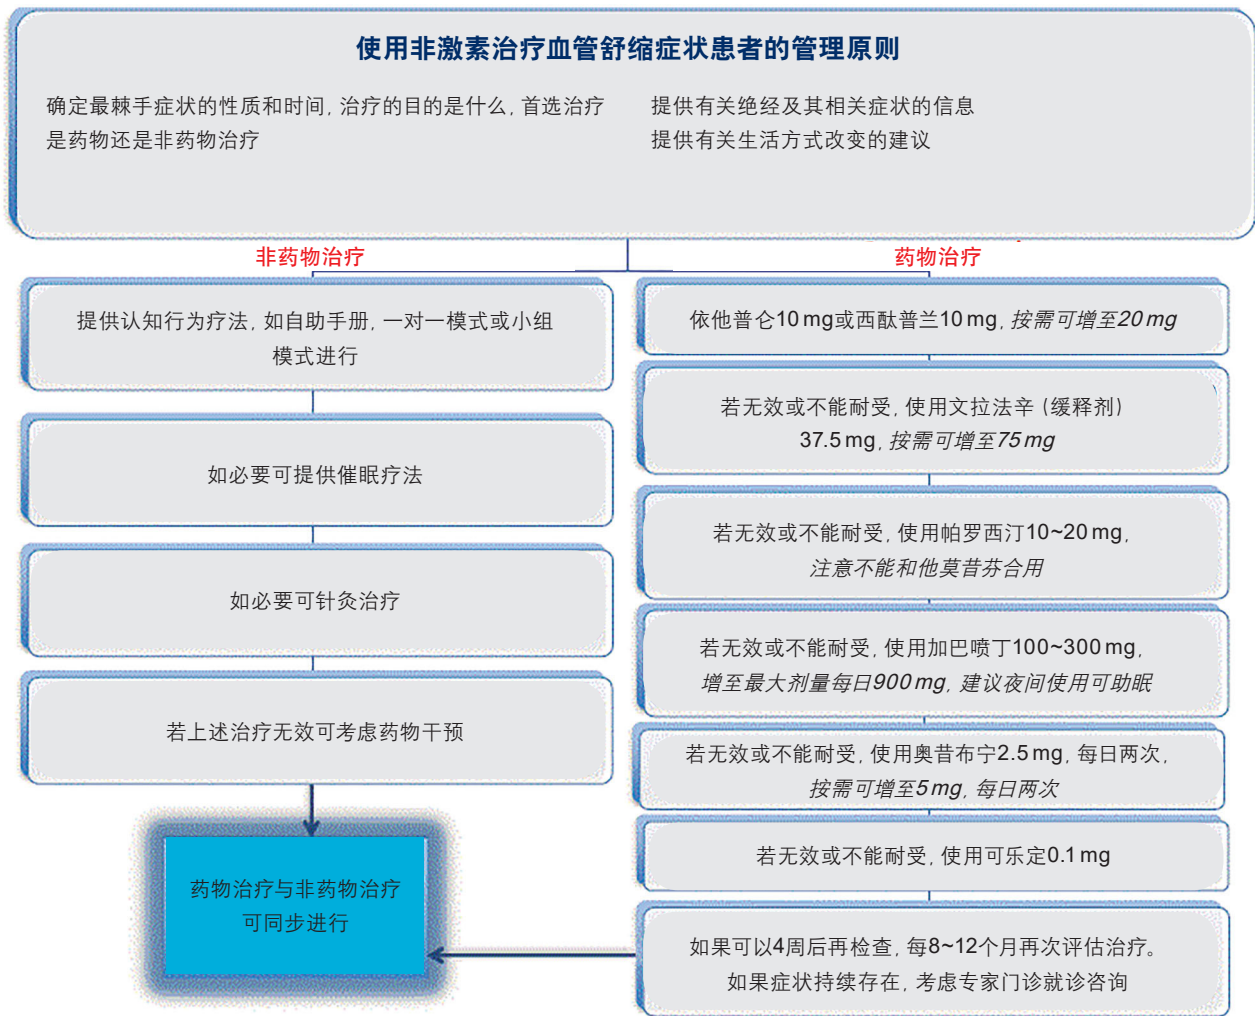 使用非激素治疗血管舒缩症状患者的管理原则
确定最棘手症状的性质和时间, 治疗的目的是什么, 首选治疗
是药物还是非药物治疗
提供有关绝经及其相关症状的信息
提供有关生活方式改变的建议
非药物治疗
提供认知行为疗法, 如自助手册, 一对一模式或小组
模式进行
如必要可提供催眠疗法
如必要可针灸治疗
若上述治疗无效可考虑药物干预
药物治疗与非药物治疗
可同步进行
药物治疗
依他普仑10 mg或西酞普兰10 mg, 按需可增至20 mg
若无效或不能耐受, 使用文拉法辛 (缓释剂)
37.5 mg, 按需可增至75 mg
若无效或不能耐受, 使用帕罗西汀10~20 mg,
注意不能和他莫昔芬合用
若无效或不能耐受, 使用加巴喷丁100~300 mg,
增至最大剂量每日900 mg, 建议夜间使用可助眠
若无效或不能耐受, 使用奥昔布宁2.5 mg, 每日两次,
按需可增至5 mg, 每日两次
若无效或不能耐受, 使用可乐定0.1 mg
如果可以4周后再检查, 每8~12个月再次评估治疗。
如果症状持续存在, 考虑专家门诊就诊咨询